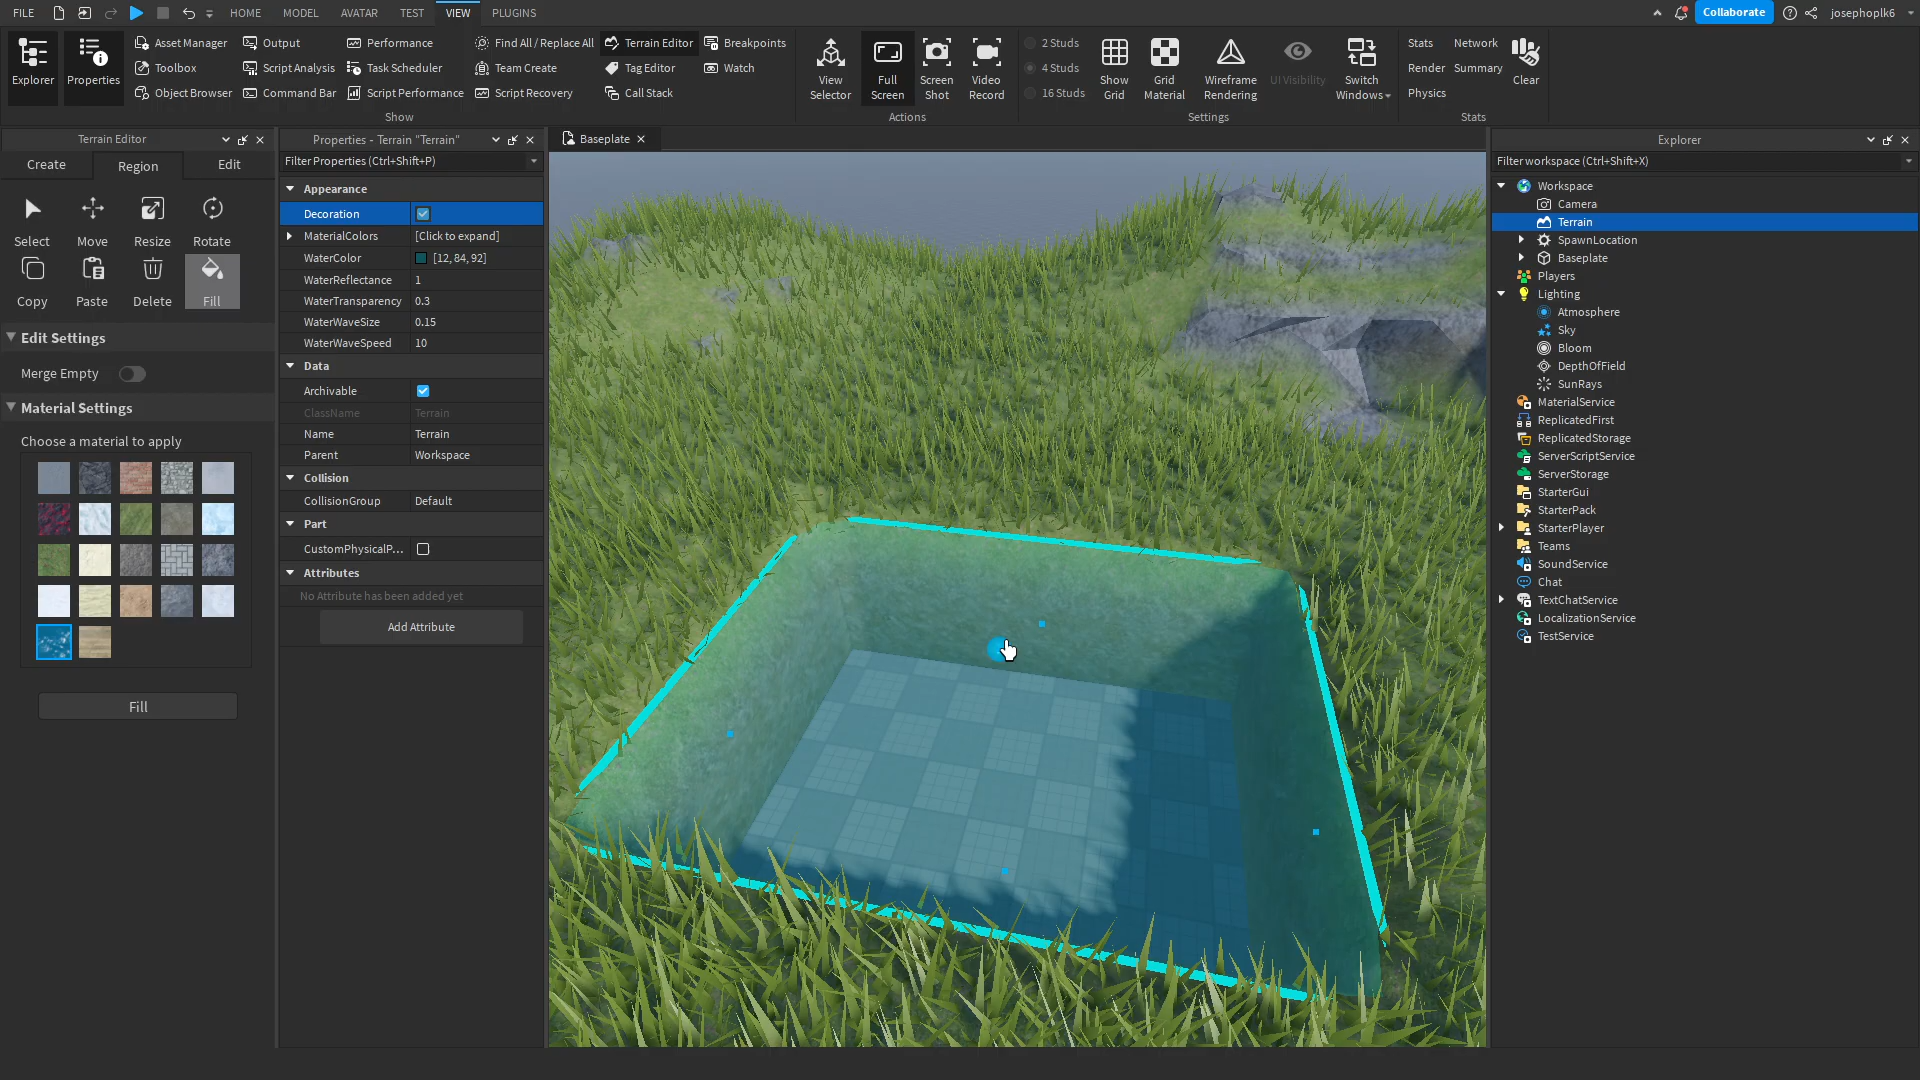 FILE HOME MODEL AVATAR TEST VIEW PLUGINS Collaborate josephoplk6
Explorer Properties Asset Manager Output Performance Find All / Replace All Terrain Editor Breakpoints
Toolbox Script Analysis Task Scheduler Team Create Tag Editor Watch
Object Browser Command Bar Script Performance Script Recovery Call Stack
Show
View Selector Full Screen Screen Shot Video Record
Actions
2 Studs
4 Studs
16 Studs
Show Grid Grid Material Wireframe Rendering UI Visibility Switch Windows
Settings
Stats Network
Render Summary
Physics
Clear
Stats
Terrain Editor
Create Region Edit
Select Move Resize Rotate
Copy Paste Delete Fill
Edit Settings
Merge Empty
Material Settings
Choose a material to apply
Fill
Properties - Terrain "Terrain"
Filter Properties (Ctrl+Shift+P)
Appearance
Decoration
MaterialColors [Click to expand]
WaterColor [12, 84, 92]
WaterReflectance 1
WaterTransparency 0.3
WaterWaveSize 0.15
WaterWaveSpeed 10
Data
Archivable
ClassName Terrain
Name Terrain
Parent Workspace
Collision
CollisionGroup Default
Part
CustomPhysicalP...
Attributes
No Attribute has been added yet
Add Attribute
Baseplate
Explorer
Filter workspace (Ctrl+Shift+X)
Workspace
Camera
Terrain
SpawnLocation
Baseplate
Players
Lighting
Atmosphere
Sky
Bloom
DepthOfField
SunRays
MaterialService
ReplicatedFirst
ReplicatedStorage
ServerScriptService
ServerStorage
StarterGui
StarterPack
StarterPlayer
Teams
SoundService
Chat
TextChatService
LocalizationService
TestService